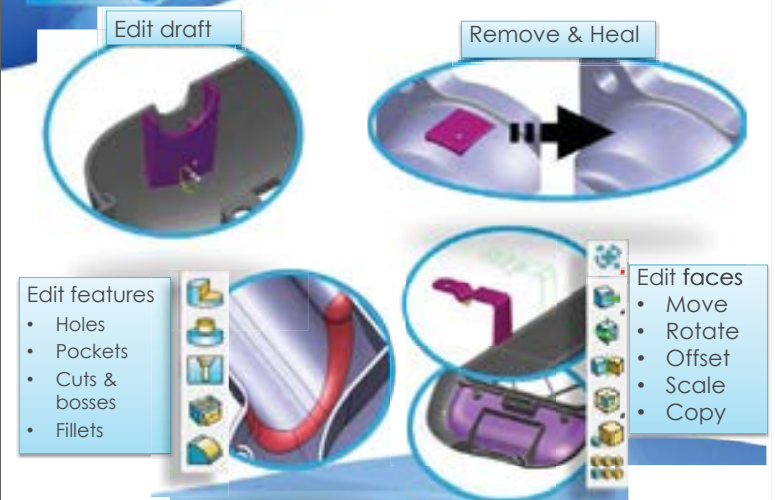 Edit draft
Remove & Heal
Edit features
• Holes
• Pockets
• Cuts &
bosses
• Fillets
Edit faces
• Move
• Rotate
• Offset
• Scale
• Copy